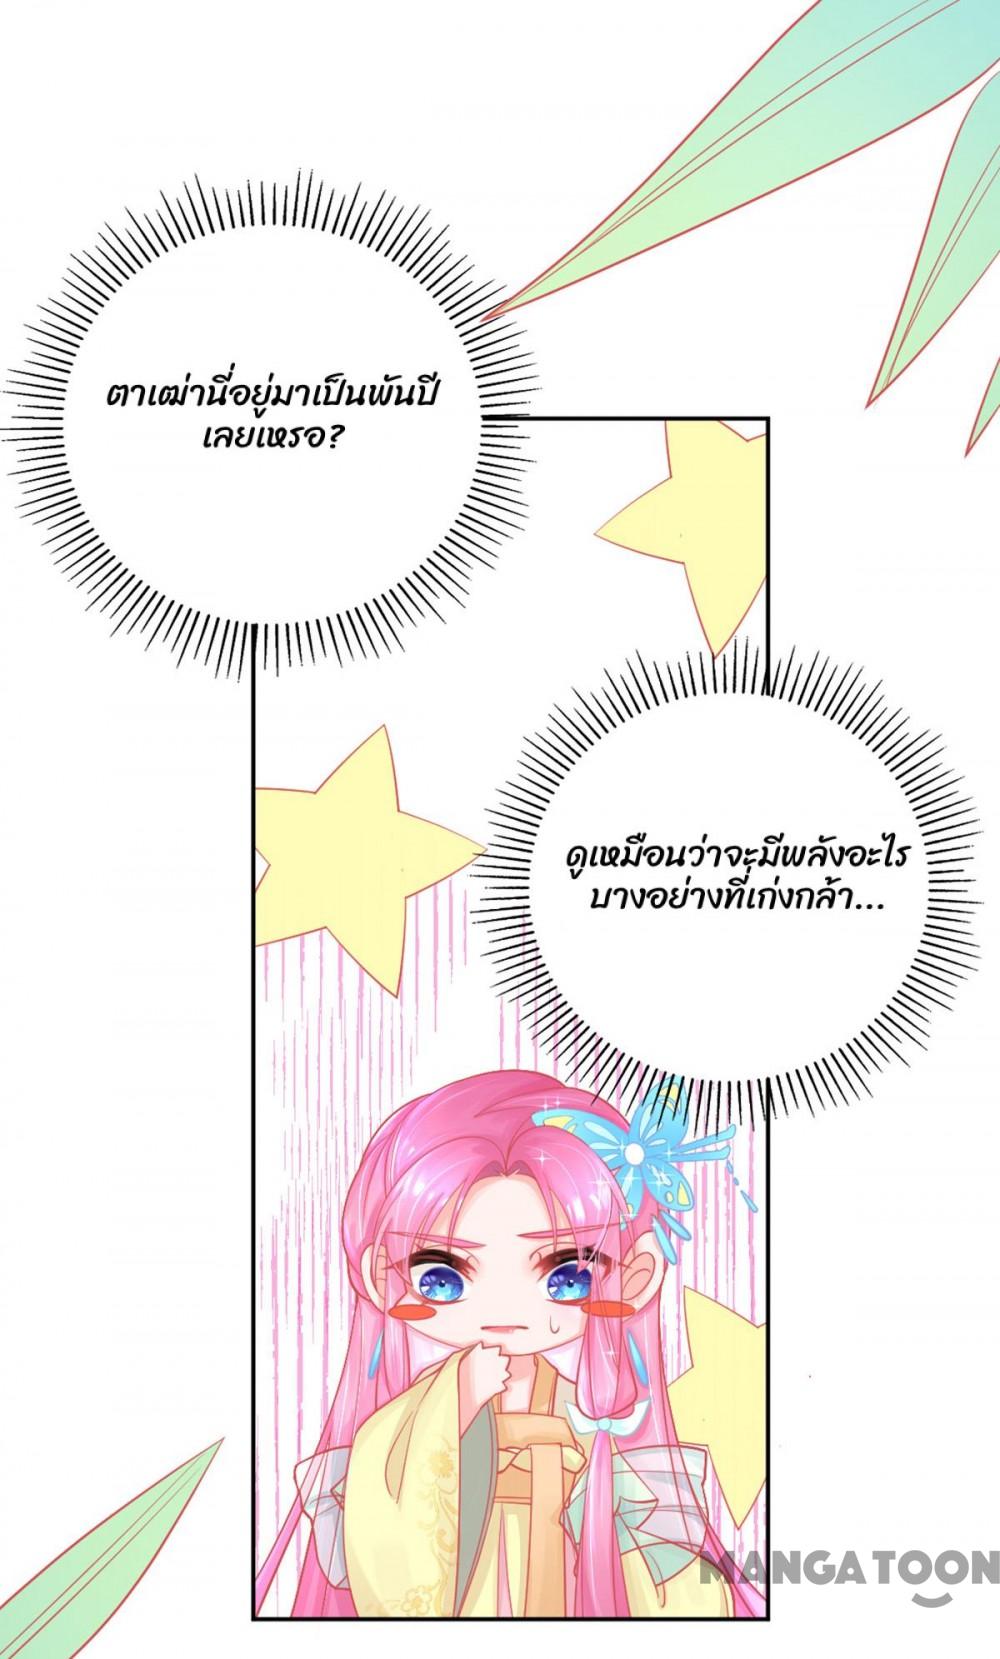 ตาเฒ่านี่อยู่มาเป็นพันปี
เลยเหรอ?
ดูเหมือนว่าจะมีพลังอะไร
บางอย่างที่เก่งกล้า...
MANGATOON